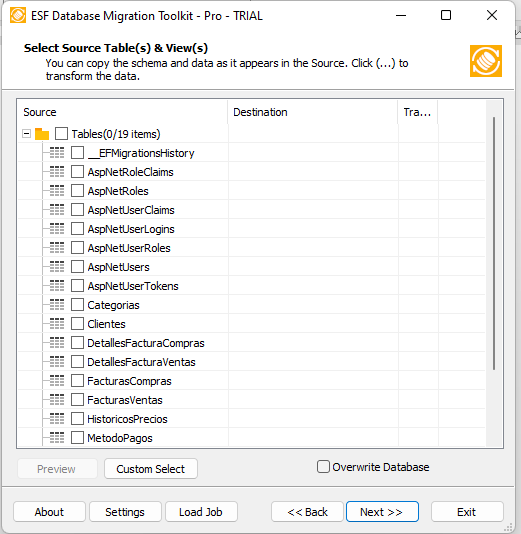 ESF Database Migration Toolkit - Pro - TRIAL
Select Source Table(s) & View(s)
You can copy the schema and data as it appears in the Source. Click (...) to
transform the data.
Source Destination Tra...
Tables(0/19 items)
__EFMigrationsHistory
AspNetRoleClaims
AspNetRoles
AspNetUserClaims
AspNetUserLogins
AspNetUserRoles
AspNetUsers
AspNetUserTokens
Categorias
Clientes
DetallesFacturaCompras
DetallesFacturaVentas
FacturasCompras
FacturasVentas
HistoricosPrecios
MetodoPagos
Preview Custom Select Overwrite Database
About Settings Load Job << Back Next >> Exit